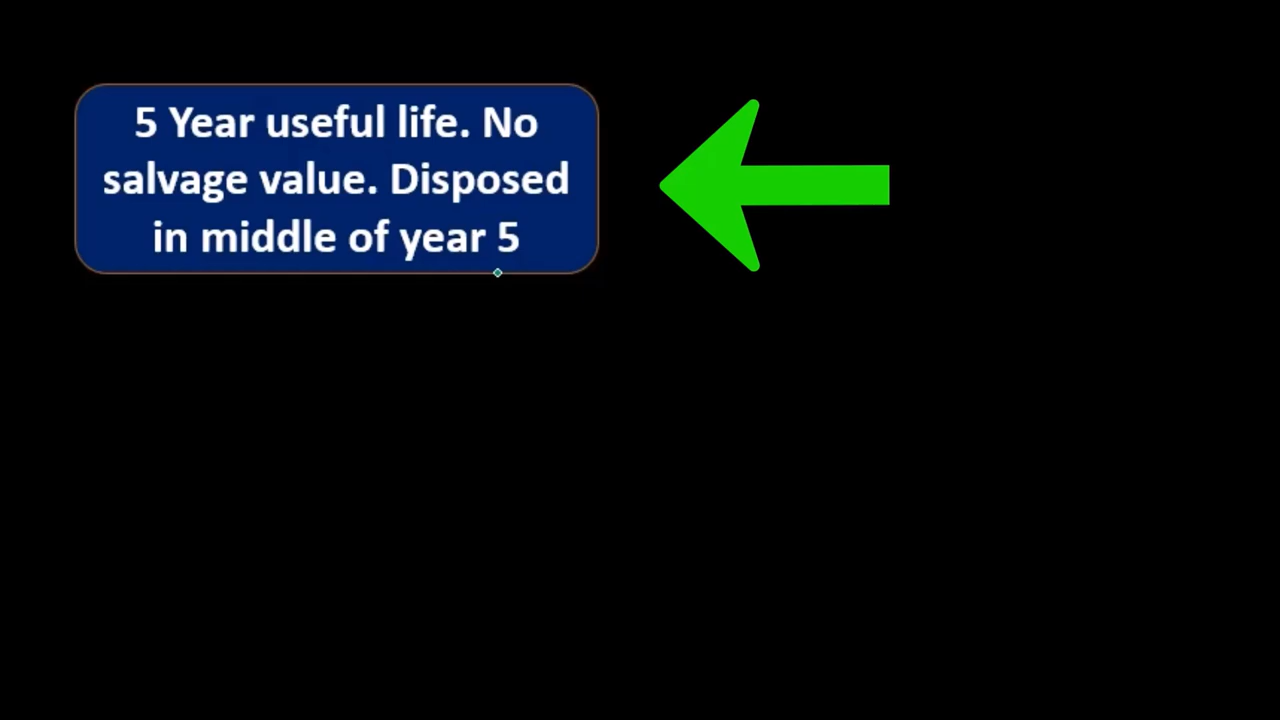 5 Year useful life. No
salvage value. Disposed
in middle of year 5